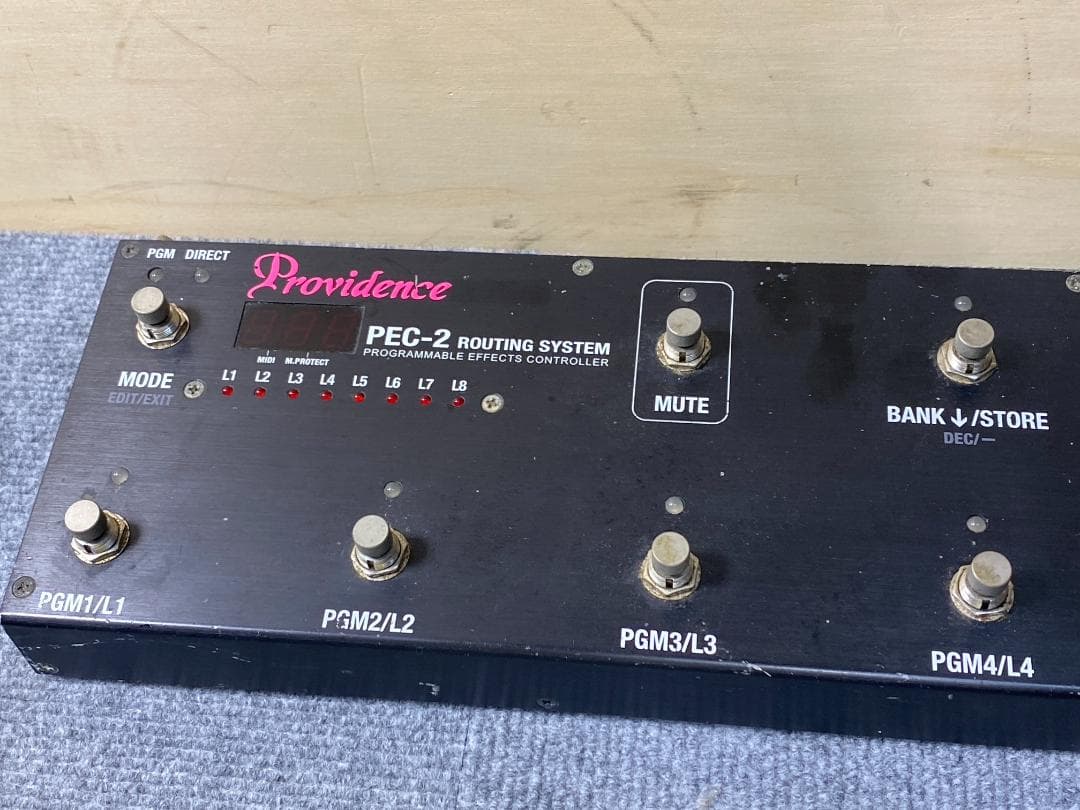 PGM DIRECT
Providence
PEC-2 ROUTING SYSTEM
PROGRAMMABLE EFFECTS CONTROLLER
MIDI M.PROTECT
L1 L2 L3 L4 L5 L6 L7 L8
MODE
EDIT/EXIT
MUTE
BANK ↓/STORE
DEC/−
PGM1/L1
PGM2/L2
PGM3/L3
PGM4/L4